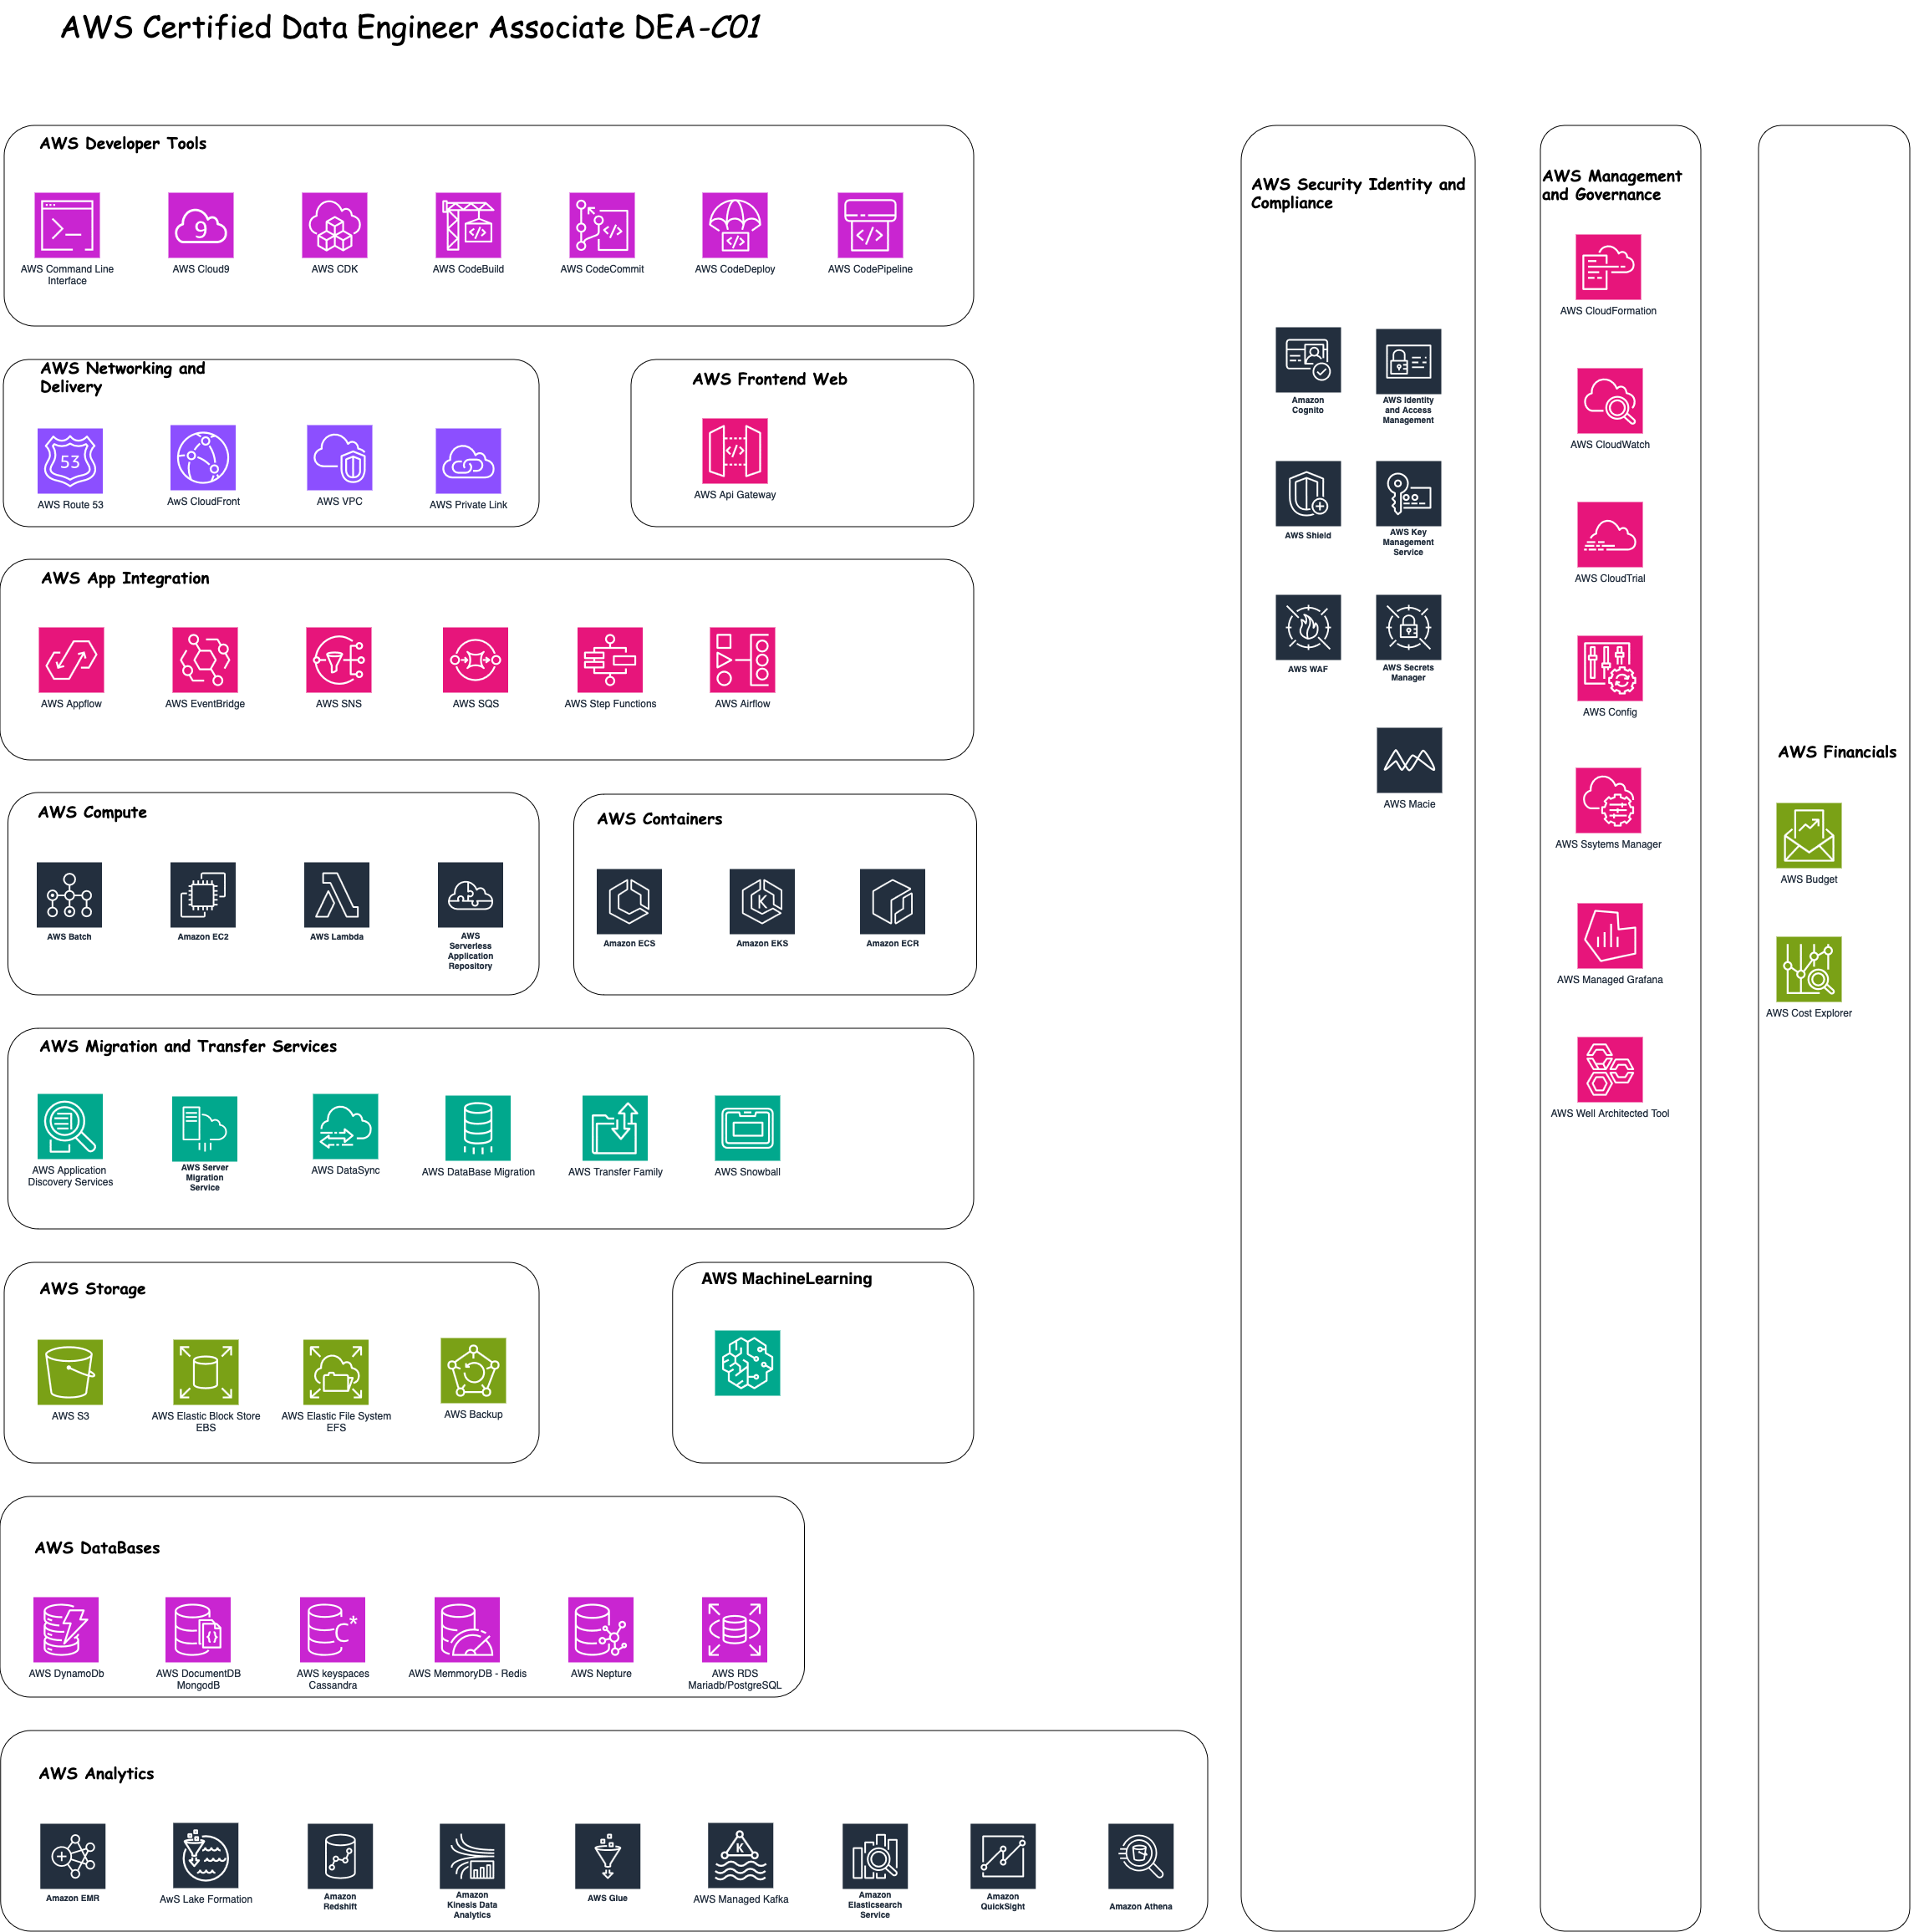 AWS Certified Data Engineer Associate DEA-C01
AWS Developer Tools
AWS Command Line
Interface
AWS Cloud9
AWS CDK
AWS CodeBuild
AWS CodeCommit
AWS CodeDeploy
AWS CodePipeline
AWS Networking and
Delivery
53
AWS Route 53
AwS CloudFront
AWS VPC
AWS Private Link
AWS Frontend Web
AWS Api Gateway
AWS App Integration
AWS Appflow
AWS EventBridge
AWS SNS
AWS SQS
AWS Step Functions
AWS Airflow
AWS Compute
AWS Batch
Amazon EC2
AWS Lambda
AWS
Serverless
Application
Repository
AWS Containers
Amazon ECS
K
Amazon EKS
Amazon ECR
AWS Migration and Transfer Services
AWS Application
Discovery Services
AWS Server
Migration
Service
AWS DataSync
AWS DataBase Migration
AWS Transfer Family
AWS Snowball
AWS Storage
AWS S3
AWS Elastic Block Store
EBS
AWS Elastic File System
EFS
AWS Backup
AWS MachineLearning
AWS DataBases
AWS DynamoDb
AWS DocumentDB
MongodB
C*
AWS keyspaces
Cassandra
AWS MemmoryDB - Redis
AWS Nepture
AWS RDS
Mariadb/PostgreSQL
AWS Analytics
Amazon EMR
AwS Lake Formation
Amazon
Redshift
Amazon
Kinesis Data
Analytics
AWS Glue
K
AWS Managed Kafka
Amazon
Elasticsearch
Service
Amazon
QuickSight
Amazon Athena
AWS Security Identity and
Compliance
Amazon
Cognito
AWS Identity
and Access
Management
AWS Shield
AWS Key
Management
Service
AWS WAF
AWS Secrets
Manager
AWS Macie
AWS Management
and Governance
AWS CloudFormation
AWS CloudWatch
AWS CloudTrial
AWS Config
AWS Ssytems Manager
AWS Managed Grafana
AWS Well Architected Tool
AWS Financials
AWS Budget
AWS Cost Explorer